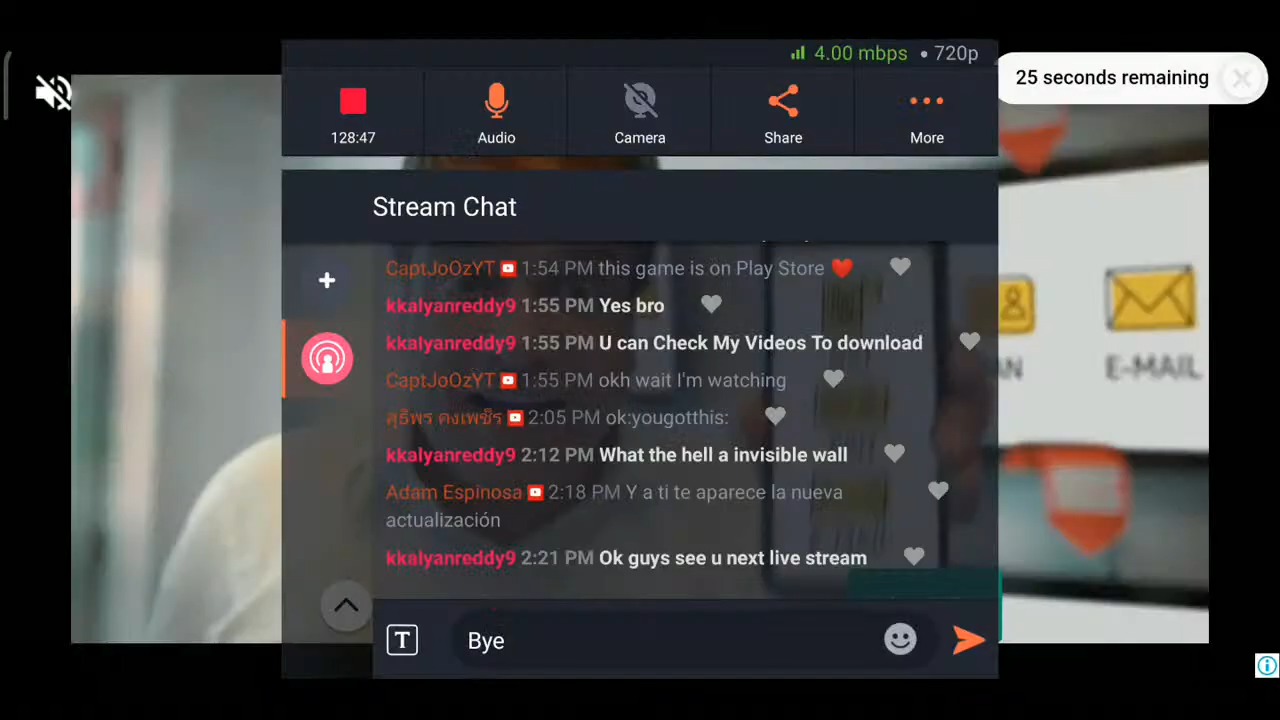 4.00 mbps • 720p
25 seconds remaining
128:47
Audio
Camera
Share
More
Stream Chat
CaptJoOzYT 1:54 PM this game is on Play Store ❤️
kkalyanreddy9 1:55 PM Yes bro
kkalyanreddy9 1:55 PM U can Check My Videos To download
CaptJoOzYT 1:55 PM okh wait I'm watching
สุธิพร คงเพชร 2:05 PM ok:yougotthis:
kkalyanreddy9 2:12 PM What the hell a invisible wall
Adam Espinosa 2:18 PM Y a ti te aparece la nueva
actualización
kkalyanreddy9 2:21 PM Ok guys see u next live stream
T
Bye
E-MAIL